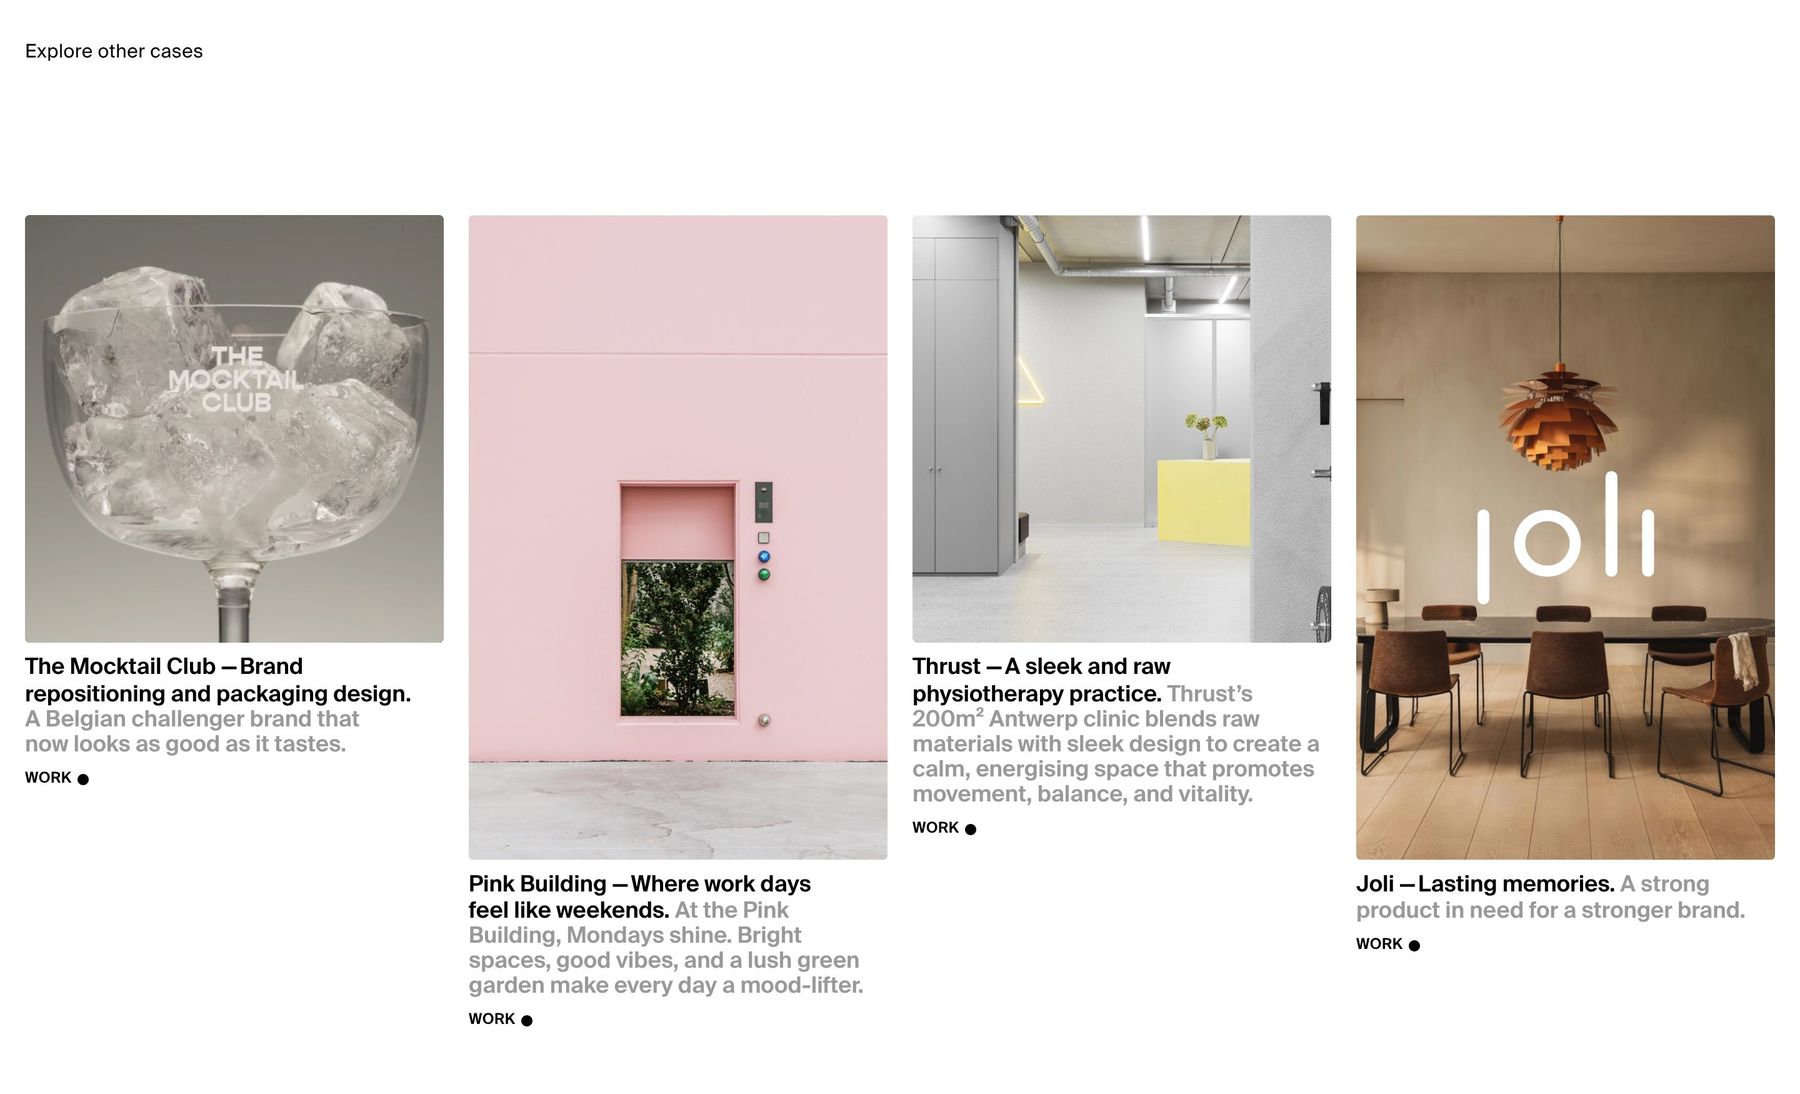 Explore other cases
THE
MOCKTAIL
CLUB
The Mocktail Club — Brand
repositioning and packaging design.
A Belgian challenger brand that
now looks as good as it tastes.
WORK
Pink Building — Where work days
feel like weekends. At the Pink
Building, Mondays shine. Bright
spaces, good vibes, and a lush green
garden make every day a mood-lifter.
WORK
Thrust — A sleek and raw
physiotherapy practice. Thrust’s
200m² Antwerp clinic blends raw
materials with sleek design to create a
calm, energising space that promotes
movement, balance, and vitality.
WORK
joli
Joli — Lasting memories. A strong
product in need for a stronger brand.
WORK